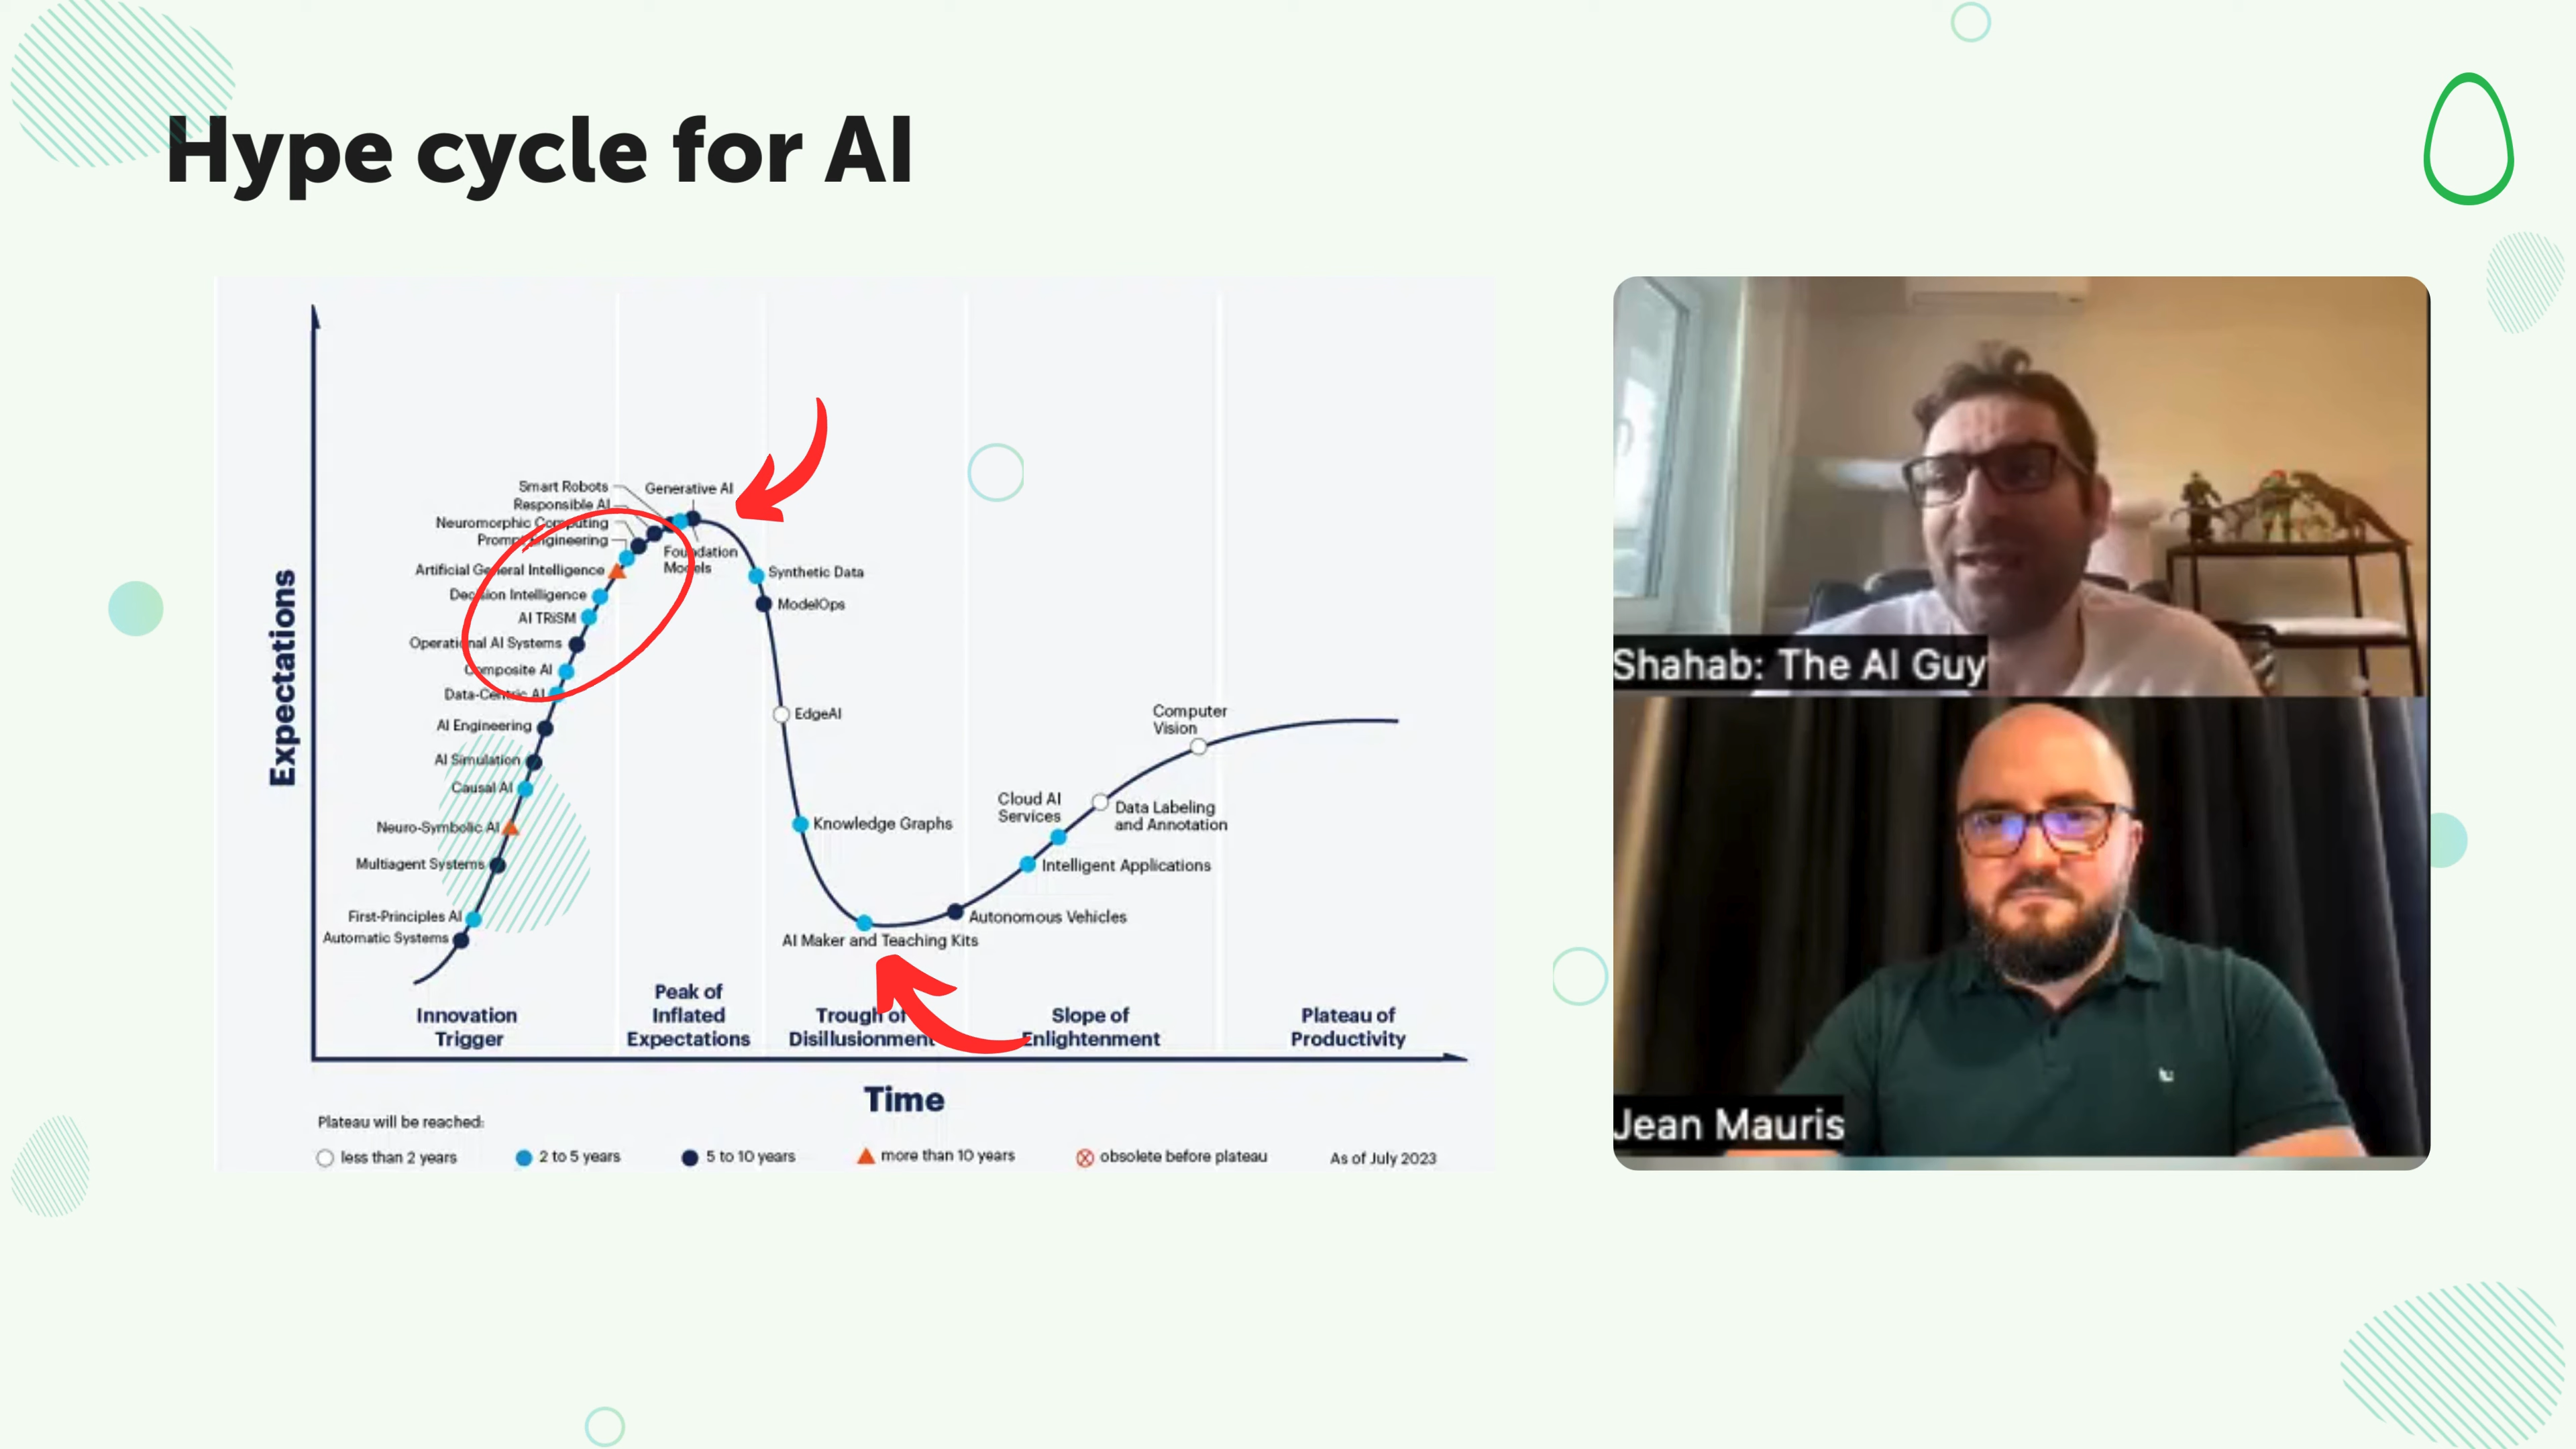 Hype cycle for AI
Expectations
Smart Robots
Responsible AI
Neuromorphic Computing
Prompt Engineering
Artificial General Intelligence
Decision Intelligence
AI TRiSM
Operational AI Systems
Composite AI
Data-Centric AI
AI Engineering
AI Simulation
Causal AI
Neuro-Symbolic AI
Multiagent Systems
First-Principles AI
Automatic Systems
Generative AI
Foundation
Models
Synthetic Data
ModelOps
EdgeAI
Knowledge Graphs
AI Maker and Teaching Kits
Autonomous Vehicles
Intelligent Applications
Cloud AI
Services
Data Labeling
and Annotation
Computer
Vision
Innovation
Trigger
Peak of
Inflated
Expectations
Trough of
Disillusionment
Slope of
Enlightenment
Plateau of
Productivity
Time
Plateau will be reached:
less than 2 years
2 to 5 years
5 to 10 years
more than 10 years
obsolete before plateau
As of July 2023
Shahab: The AI Guy
Jean Mauris